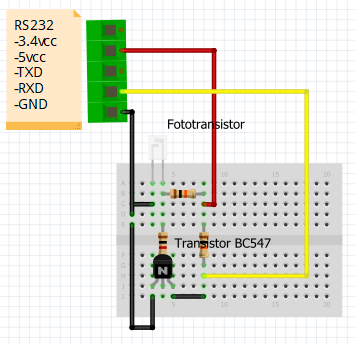 RS232
-3.4vcc
-5vcc
-TXD
-RXD
-GND
Fototransistor
Transistor BC547
N